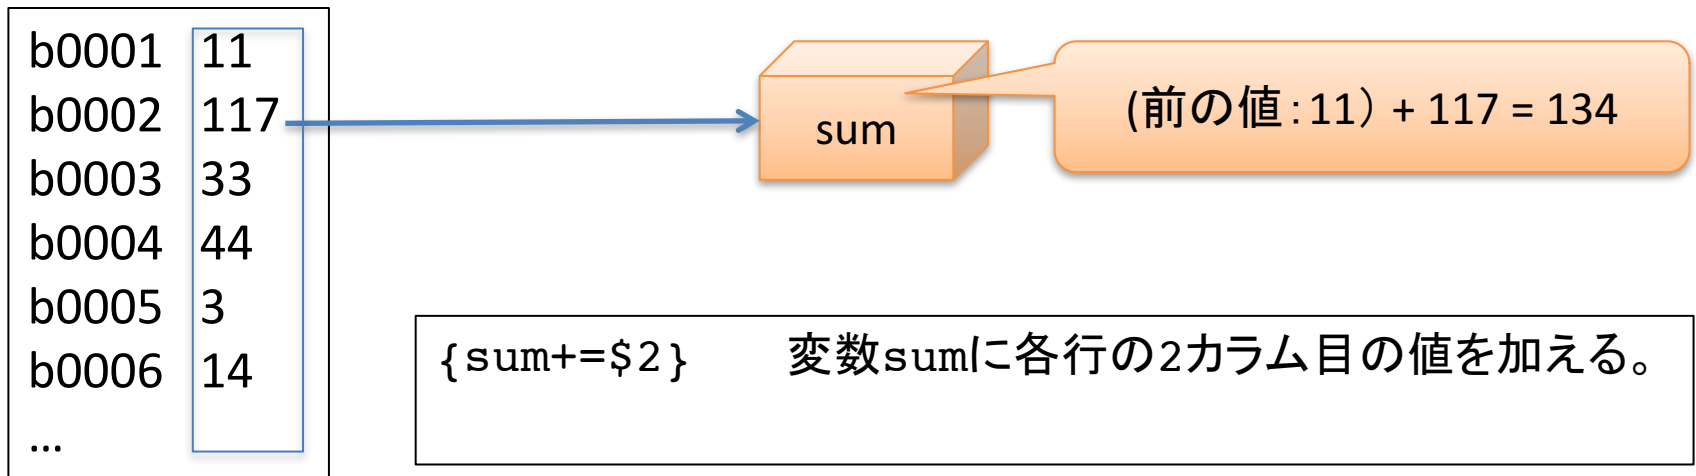 b0001 11
b0002 117
b0003 33
b0004 44
b0005 3
b0006 14
...
sum
(前の値:11) + 117 = 134
{sum+=$2} 変数sumに各行の2カラム目の値を加える。